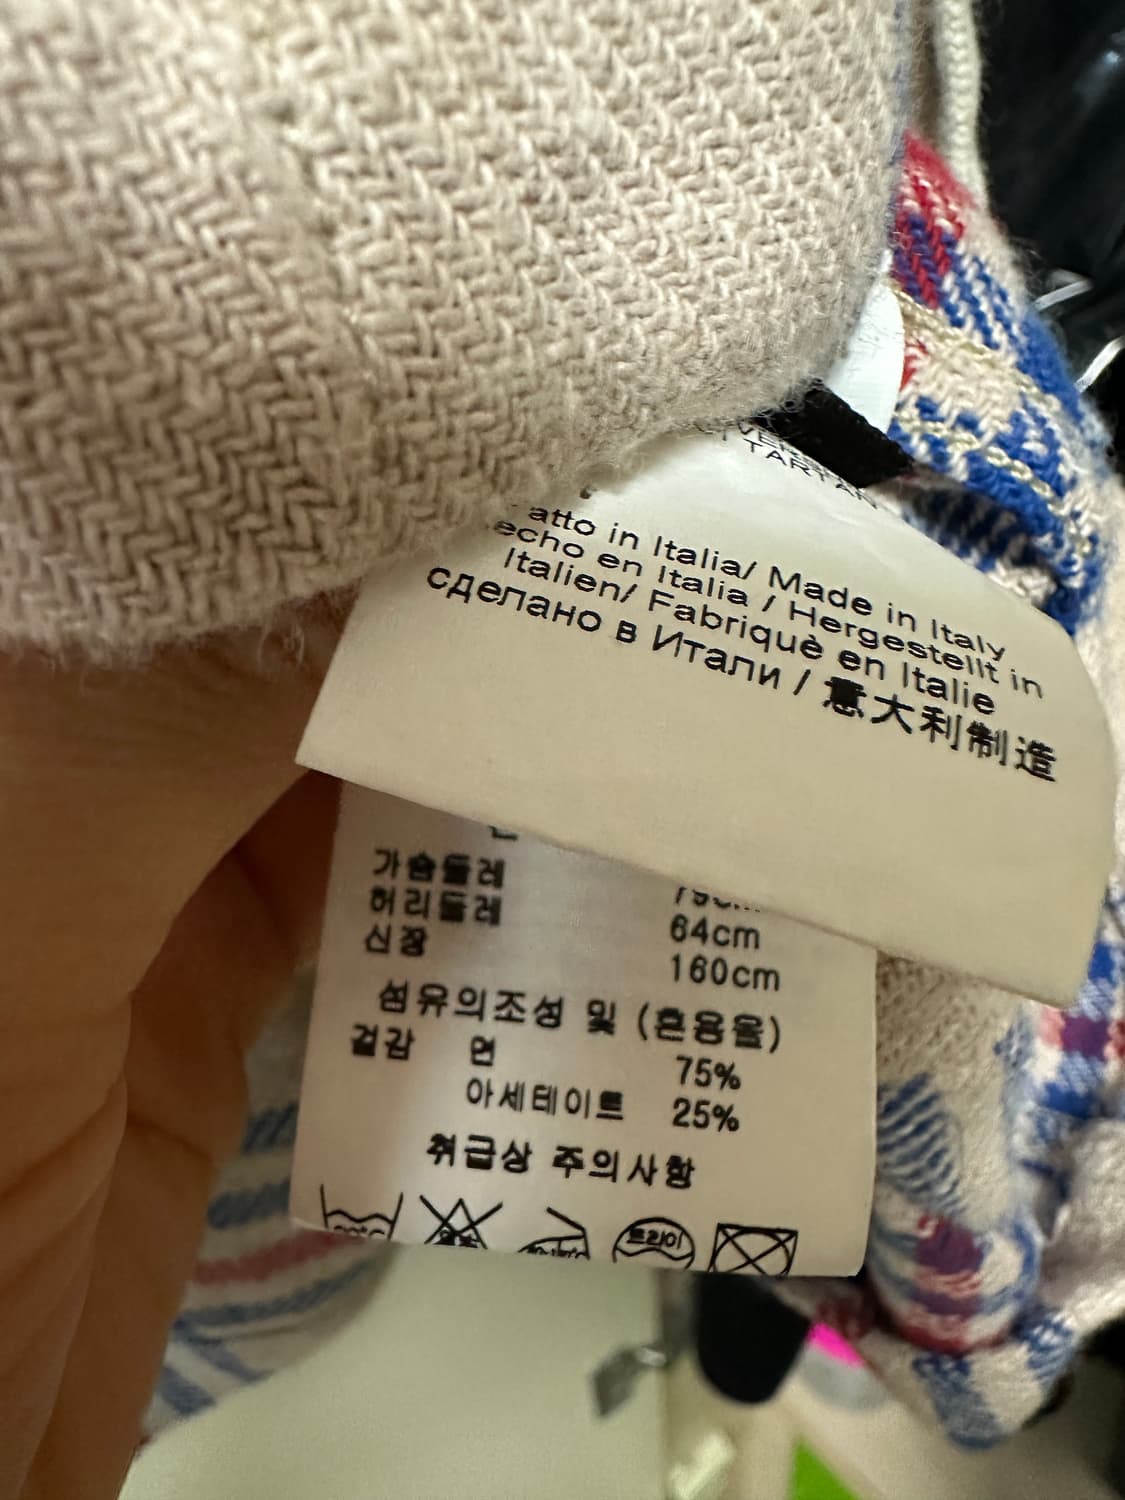 TARTAN
atto in Italia/ Made in Italy
echo en Italia / Hergestellt in
Italien/ Fabriquè en Italie
сделано в Итали / 意大利制造
가슴둘레
허리둘레 64cm
신장 160cm
섬유의조성 및 (혼용율)
겉감 면 75%
아세테이트 25%
취급상 주의사항
드라이